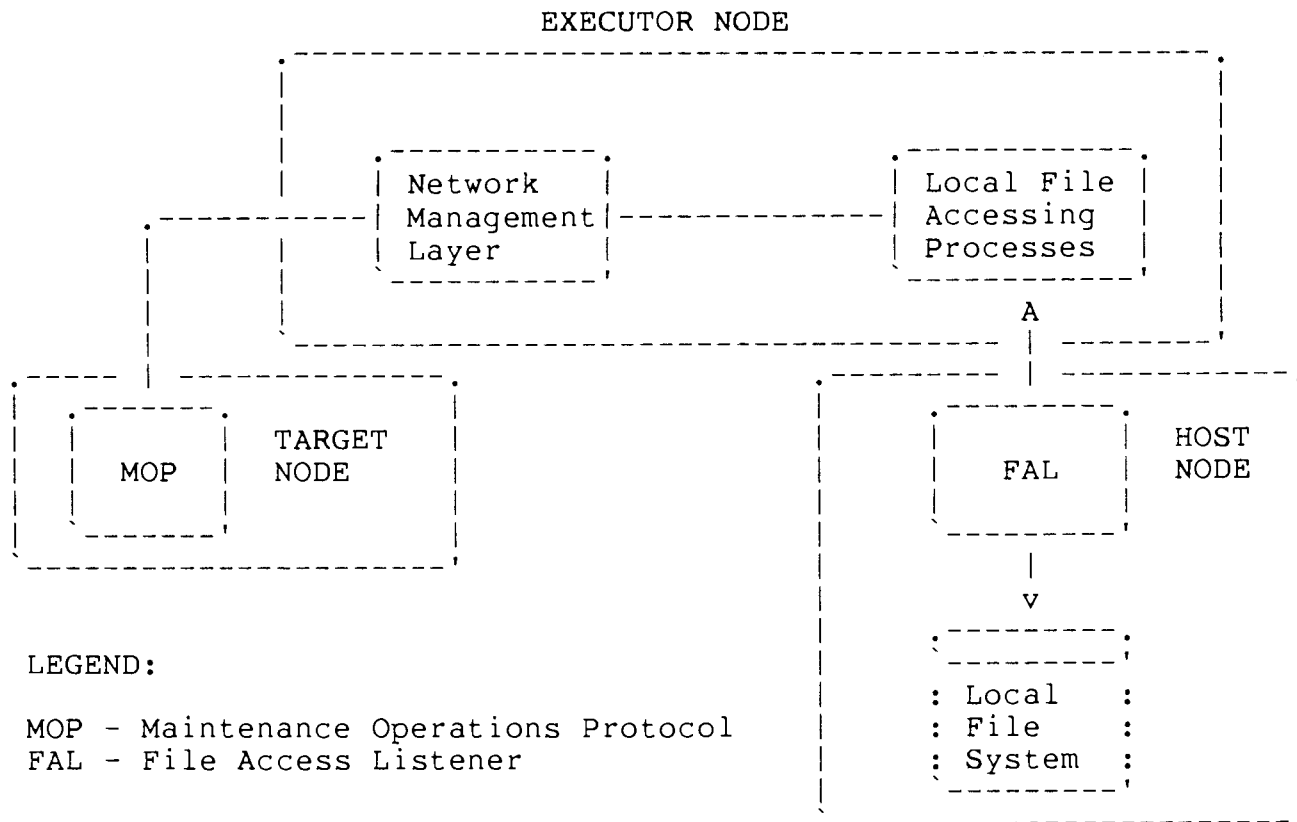 EXECUTOR NODE
Network
Management
Layer
Local File
Accessing
Processes
A
MOP
TARGET
NODE
FAL
HOST
NODE
v
LEGEND:
MOP - Maintenance Operations Protocol
FAL - File Access Listener
: Local :
: File :
: System :